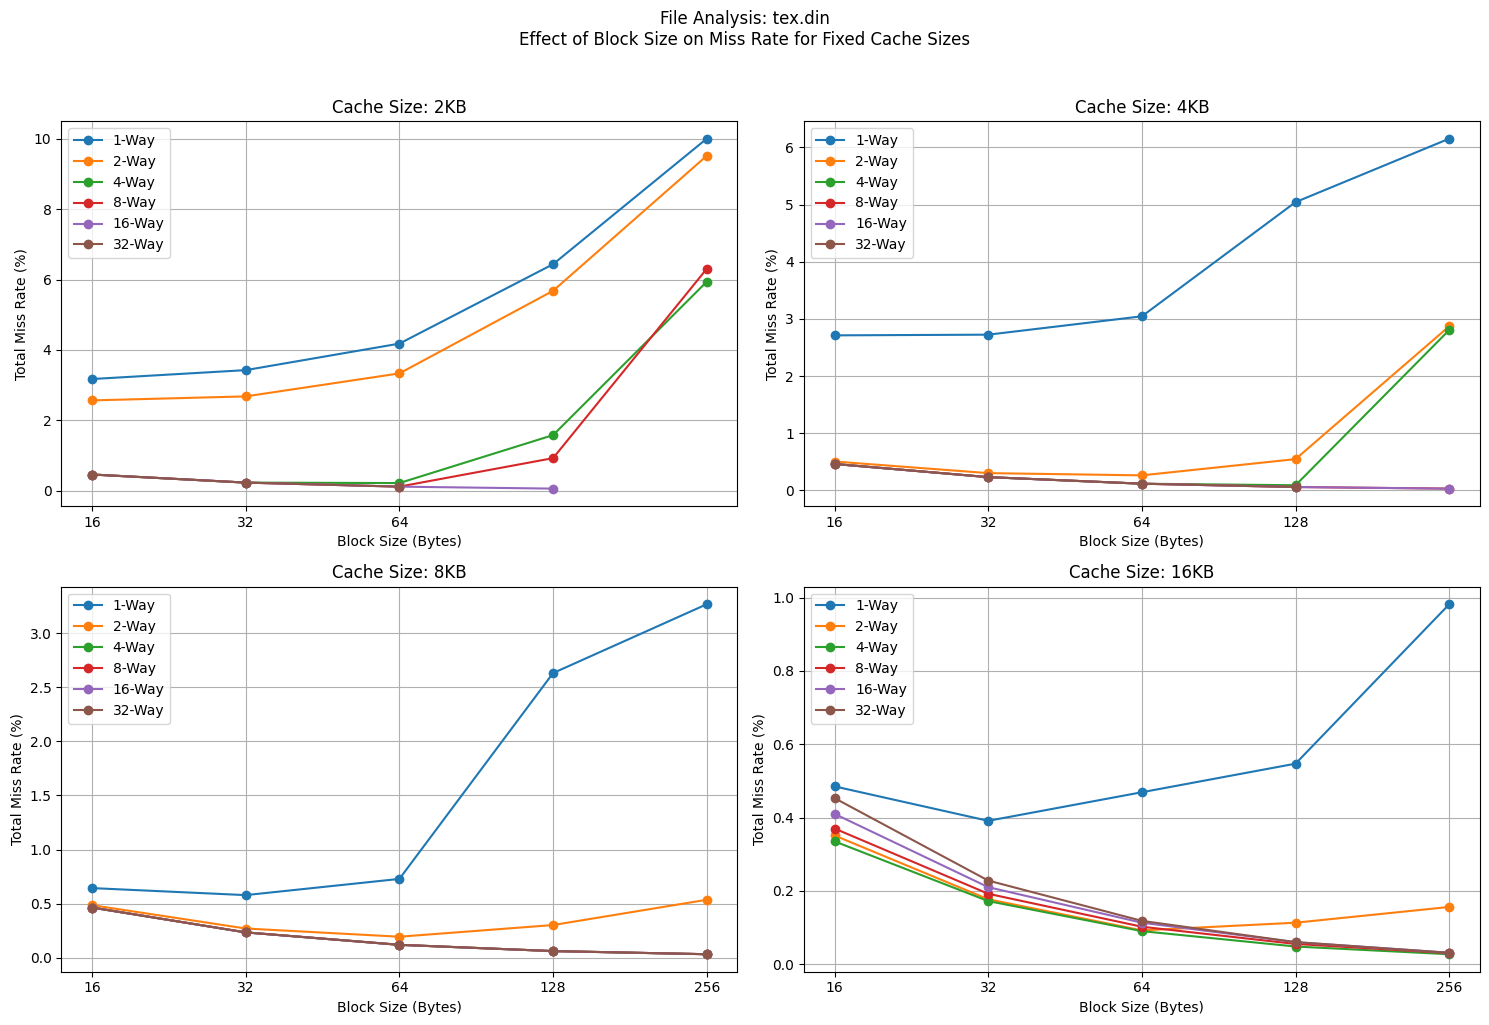 File Analysis: tex.din
Effect of Block Size on Miss Rate for Fixed Cache Sizes
Cache Size: 2KB
10
8
6
4
2
0
Total Miss Rate (%)
1-Way
2-Way
4-Way
8-Way
16-Way
32-Way
16 32 64
Block Size (Bytes)
Cache Size: 4KB
6
5
4
3
2
1
0
Total Miss Rate (%)
1-Way
2-Way
4-Way
8-Way
16-Way
32-Way
16 32 64 128
Block Size (Bytes)
Cache Size: 8KB
3.0
2.5
2.0
1.5
1.0
0.5
0.0
Total Miss Rate (%)
1-Way
2-Way
4-Way
8-Way
16-Way
32-Way
16 32 64 128 256
Block Size (Bytes)
Cache Size: 16KB
1.0
0.8
0.6
0.4
0.2
0.0
Total Miss Rate (%)
1-Way
2-Way
4-Way
8-Way
16-Way
32-Way
16 32 64 128 256
Block Size (Bytes)